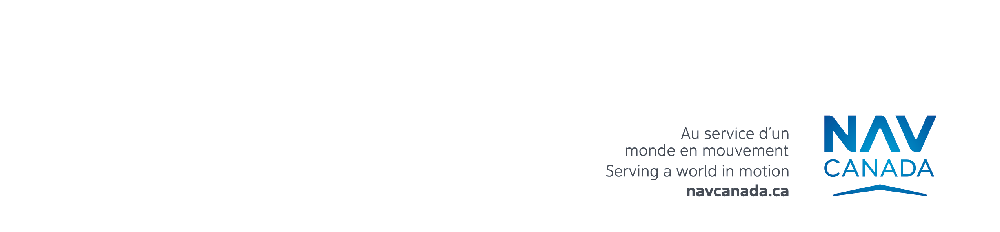 Au service d’un
monde en mouvement
Serving a world in motion
navcanada.ca
NAV
CANADA